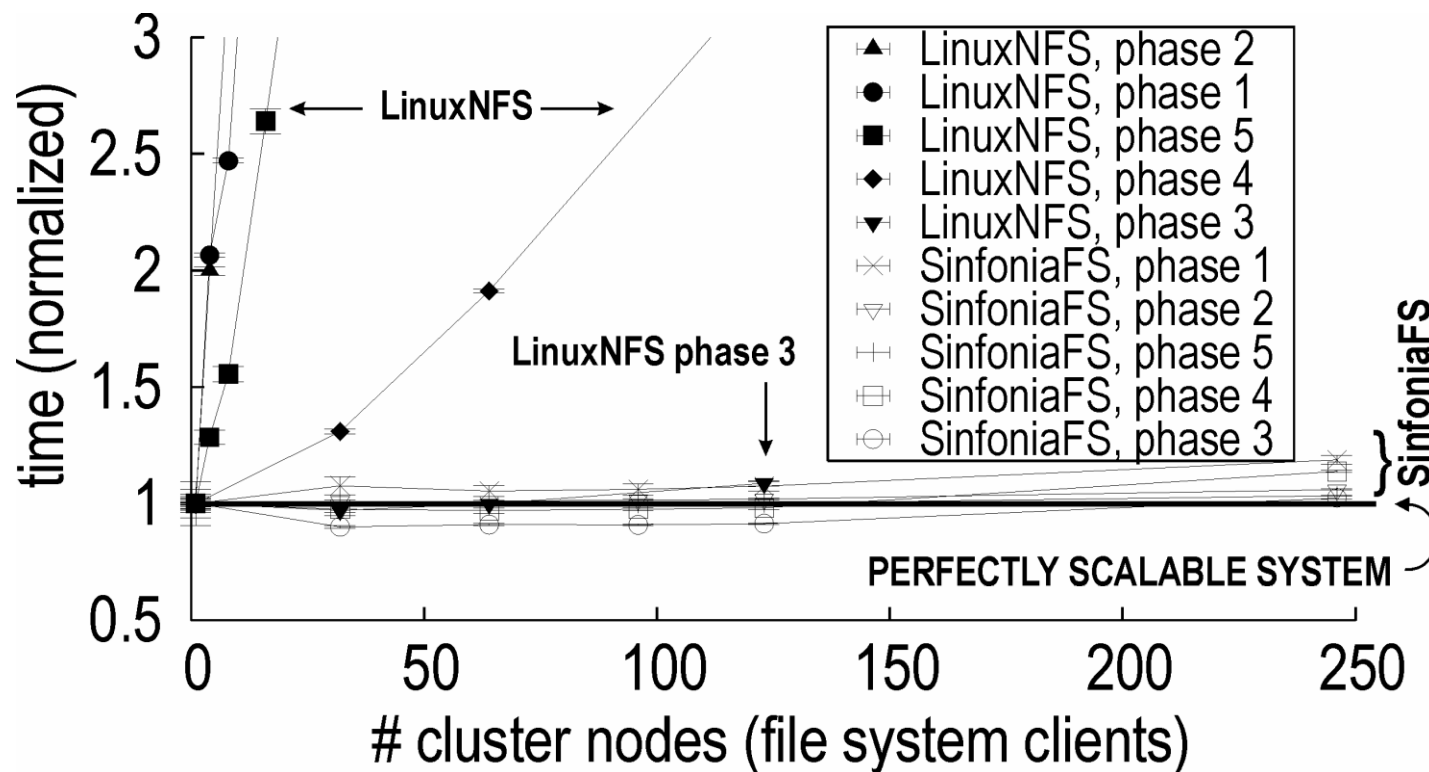 3
2.5
2
1.5
1
0.5
time (normalized)
0
50
100
150
200
250
# cluster nodes (file system clients)
LinuxNFS
LinuxNFS phase 3
LinuxNFS, phase 2
LinuxNFS, phase 1
LinuxNFS, phase 5
LinuxNFS, phase 4
LinuxNFS, phase 3
SinfoniaFS, phase 1
SinfoniaFS, phase 2
SinfoniaFS, phase 5
SinfoniaFS, phase 4
SinfoniaFS, phase 3
}SinfoniaFS
PERFECTLY SCALABLE SYSTEM